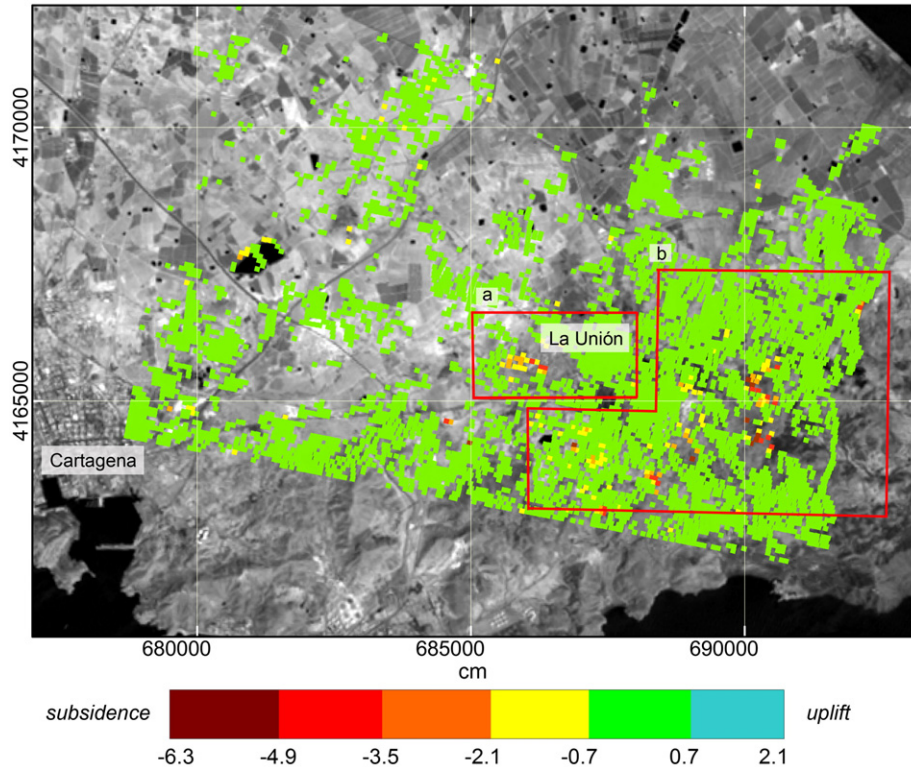 4170000
b
a
La Unión
4165000
Cartagena
680000 685000 690000
cm
subsidence uplift
-6.3 -4.9 -3.5 -2.1 -0.7 0.7 2.1